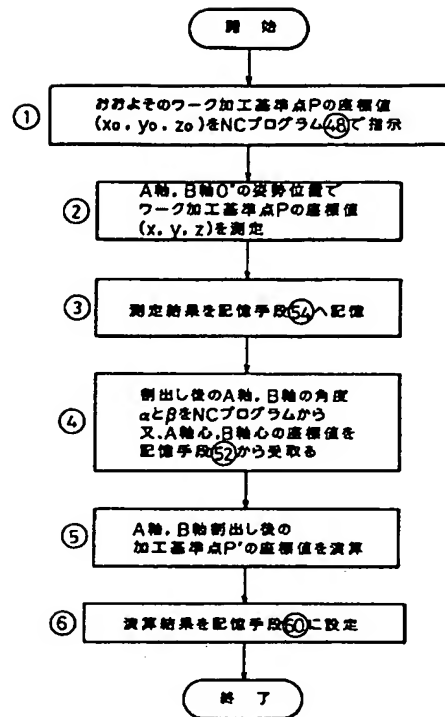 開 始
①
おおよそのワーク加工基準点Pの座標値
(xo, yo, zo)をNCプログラム48で指示
②
A軸, B軸0°の姿勢位置で
ワーク加工基準点Pの座標値
(x, y, z)を測定
③
測定結果を記憶手段54へ記憶
④
割出し後のA軸, B軸の角度
αとβをNCプログラムから
又、A軸心, B軸心の座標値を
記憶手段52から受取る
⑤
A軸, B軸割出し後の
加工基準点P'の座標値を演算
⑥
演算結果を記憶手段60に設定
終 了